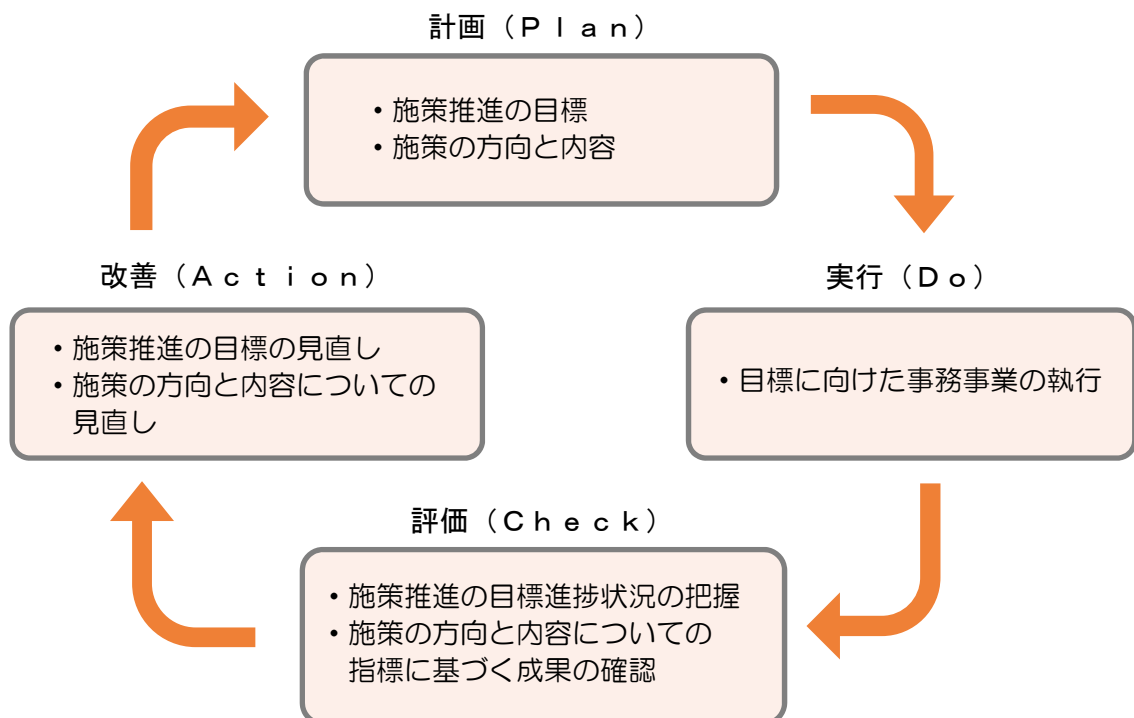 計画（Ｐｌａｎ）
・施策推進の目標
・施策の方向と内容
実行（Ｄｏ）
・目標に向けた事務事業の執行
評価（Ｃｈｅｃｋ）
・施策推進の目標進捗状況の把握
・施策の方向と内容についての
指標に基づく成果の確認
改善（Ａｃｔｉｏｎ）
・施策推進の目標の見直し
・施策の方向と内容についての
見直し